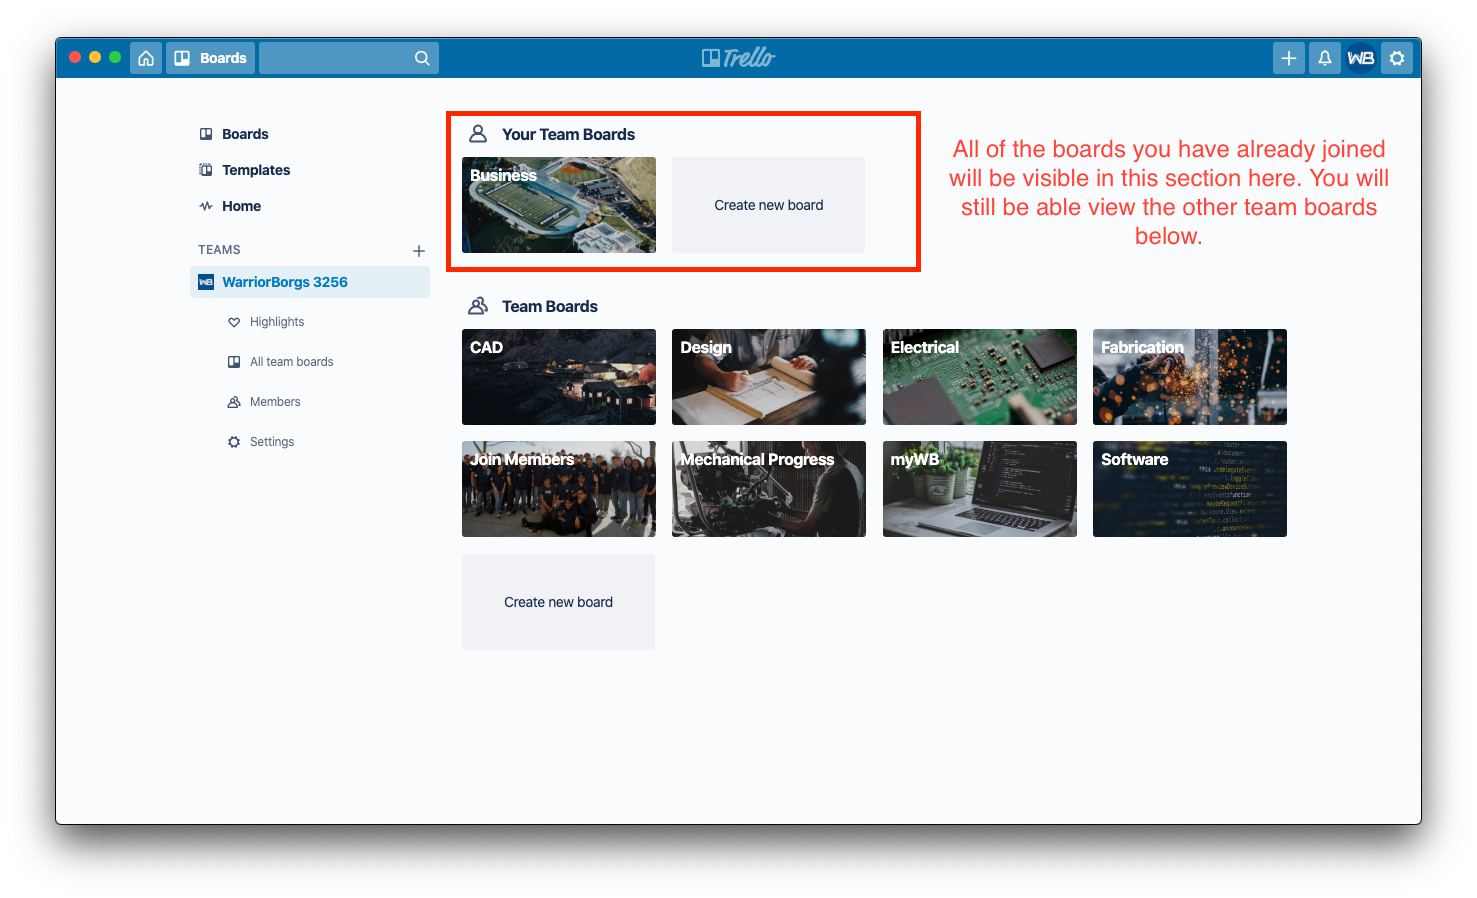 Boards
Trello
WB
Boards
Templates
Home
TEAMS
WB WarriorBorgs 3256
Highlights
All team boards
Members
Settings
Your Team Boards
Business
Create new board
All of the boards you have already joined
will be visible in this section here. You will
still be able view the other team boards
below.
Team Boards
CAD
Design
Electrical
Fabrication
Join Members
Mechanical Progress
myWB
Software
Create new board